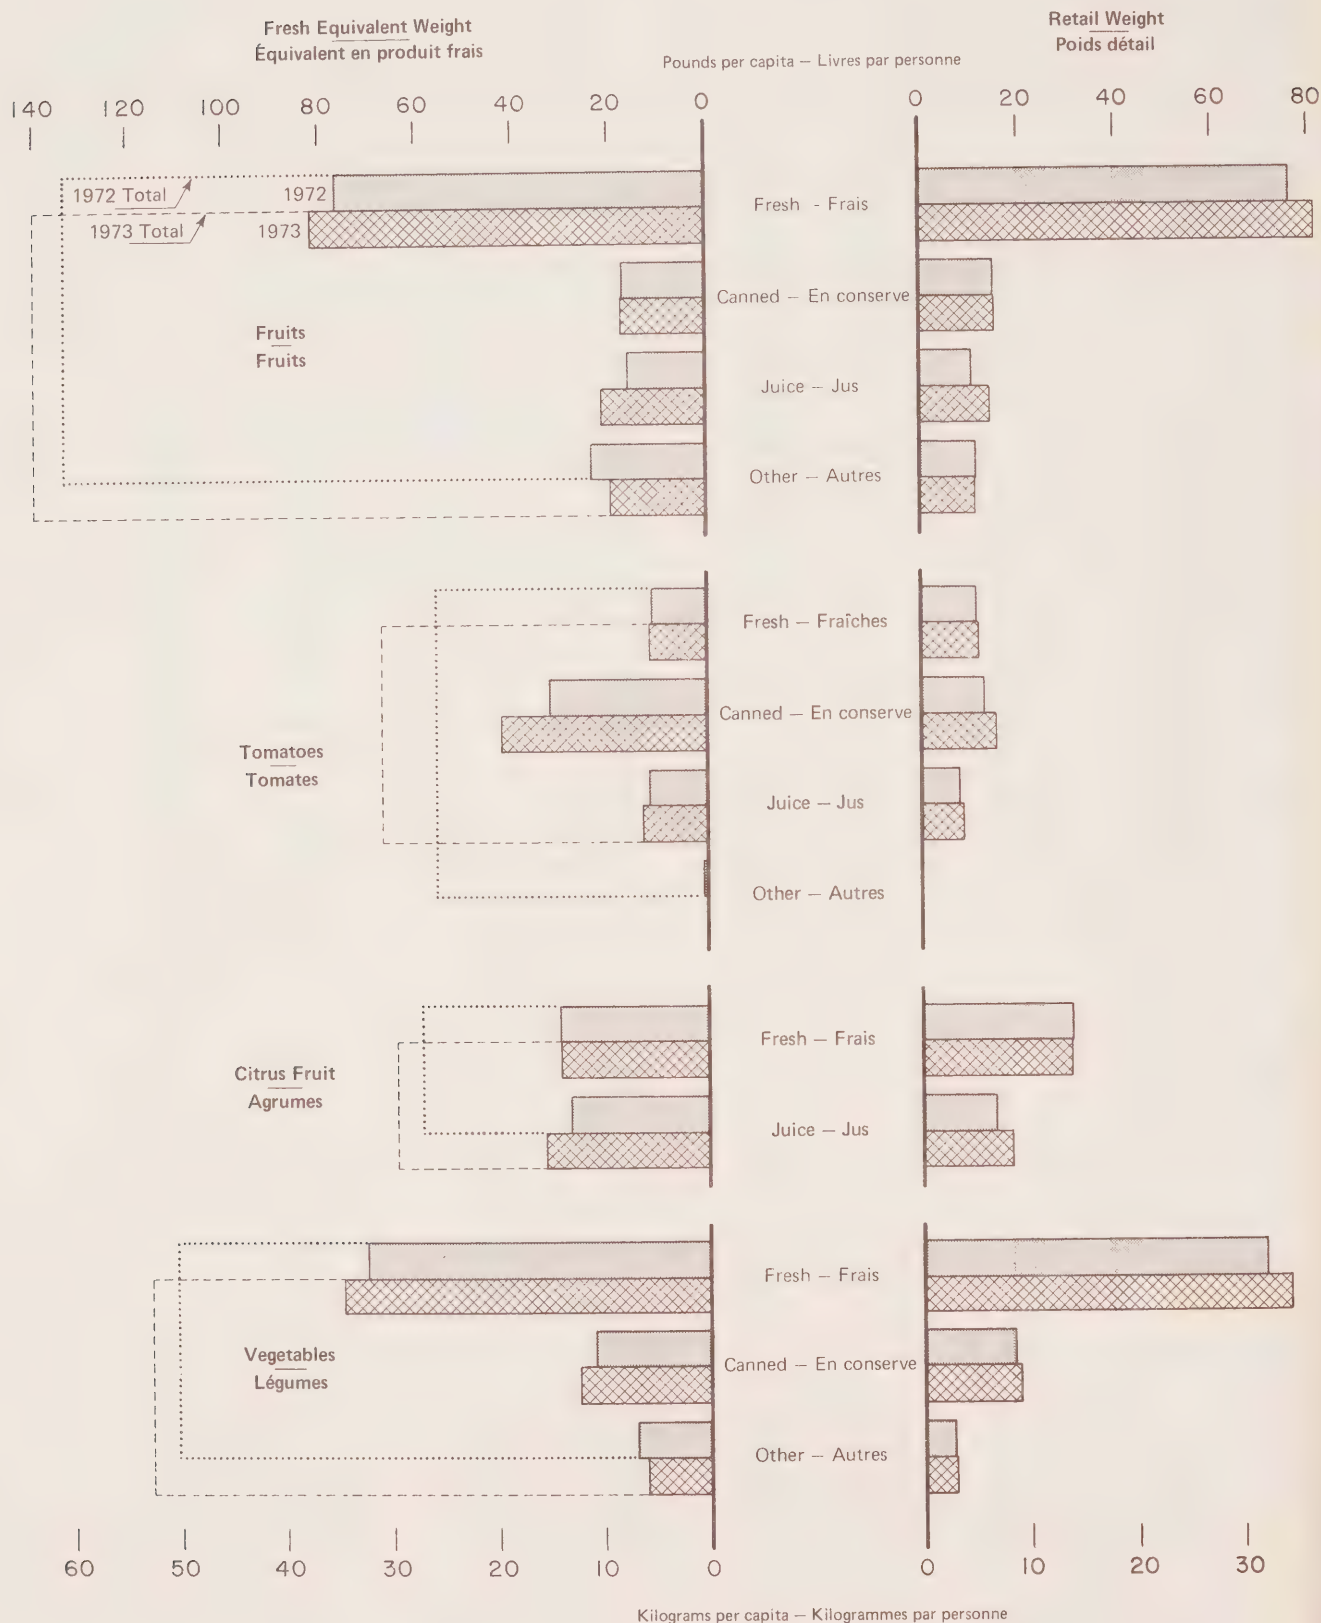 Fresh Equivalent Weight
Équivalent en produit frais
Retail Weight
Poids détail
Pounds per capita — Livres par personne
140 120 100 80 60 40 20 0
0 20 40 60 80
1972 Total
1972
1973 Total
1973
Fruits
Fruits
Fresh - Frais
Canned — En conserve
Juice — Jus
Other — Autres
Tomatoes
Tomates
Fresh — Fraîches
Canned — En conserve
Juice — Jus
Other — Autres
Citrus Fruit
Agrumes
Fresh — Frais
Juice — Jus
Vegetables
Légumes
Fresh — Frais
Canned — En conserve
Other — Autres
60 50 40 30 20 10 0
0 10 20 30
Kilograms per capita — Kilogrammes par personne